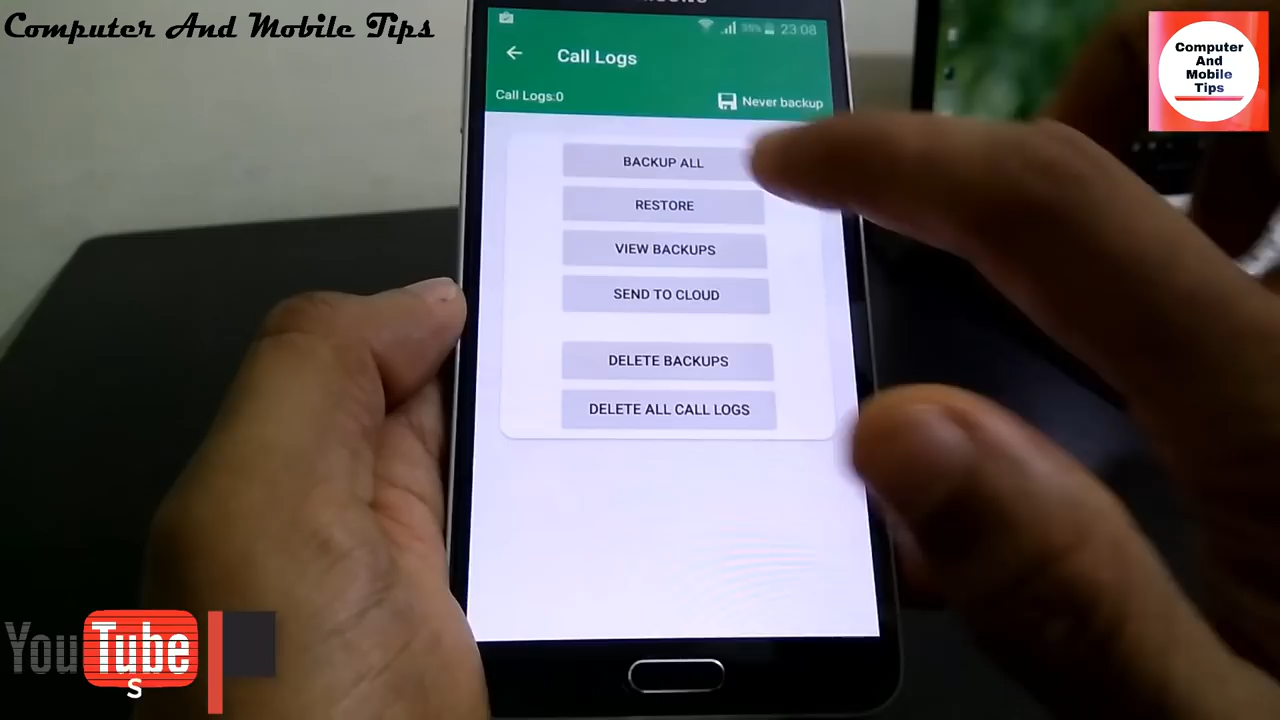 Computer And Mobile Tips
Computer
And
Mobile
Tips
35% 23:08
Call Logs
Call Logs:0
Never backup
BACKUP ALL
RESTORE
VIEW BACKUPS
SEND TO CLOUD
DELETE BACKUPS
DELETE ALL CALL LOGS
YouTube
S